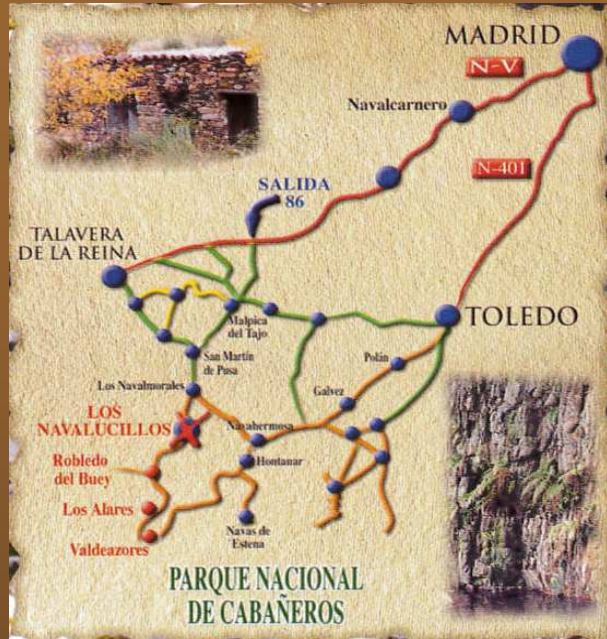 MADRID
N-V
Navalcarnero
N-401
SALIDA
86
TALAVERA
DE LA REINA
Malpica
del Tajo
TOLEDO
San Martín
de Pusa
Polán
Los Navalmorales
Galvez
LOS
NAVALUCILLOS
Navahermosa
Robledo
del Buey
Hontanar
Los Alares
Navas de
Estena
Valdeazores
PARQUE NACIONAL
DE CABAÑEROS